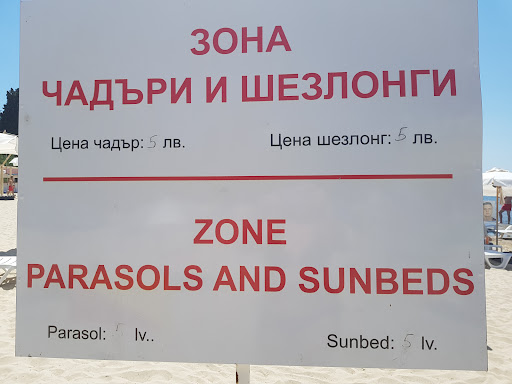 ЗОНА
ЧАДЪРИ И ШЕЗЛОНГИ
Цена чадър: 5 лв. Цена шезлонг: 5 лв.
ZONE
PARASOLS AND SUNBEDS
Parasol: lv.. Sunbed: 5 lv.